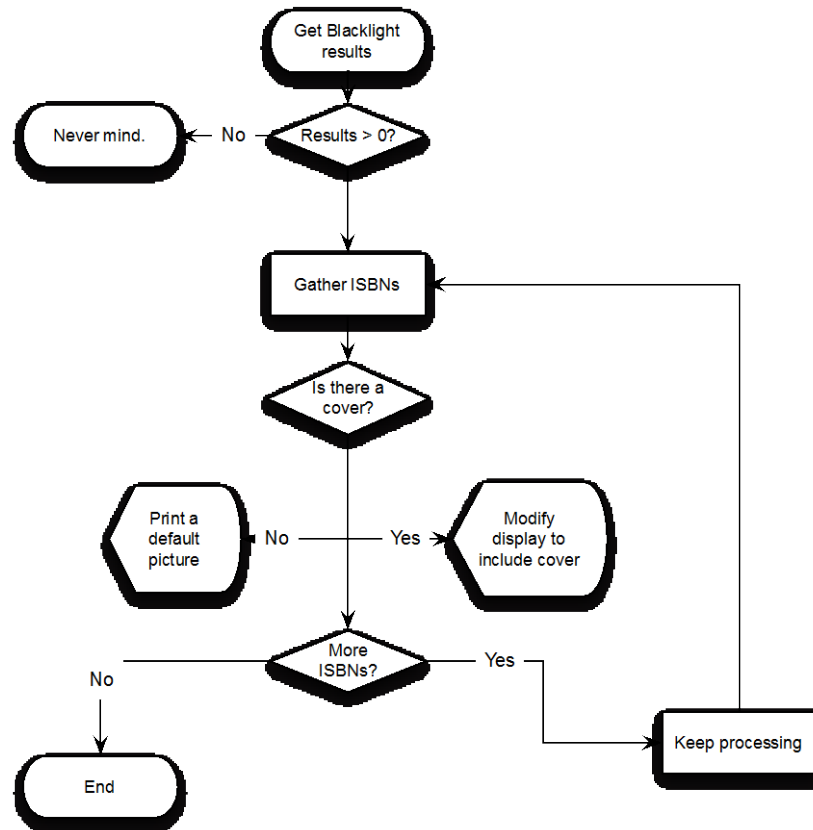 Get Blacklight
results
Never mind.
No
Results > 0?
Gather ISBNs
Is there a
cover?
Print a
default
picture
No
Yes
Modify
display to
include cover
More
ISBNs?
Yes
No
Keep processing
End